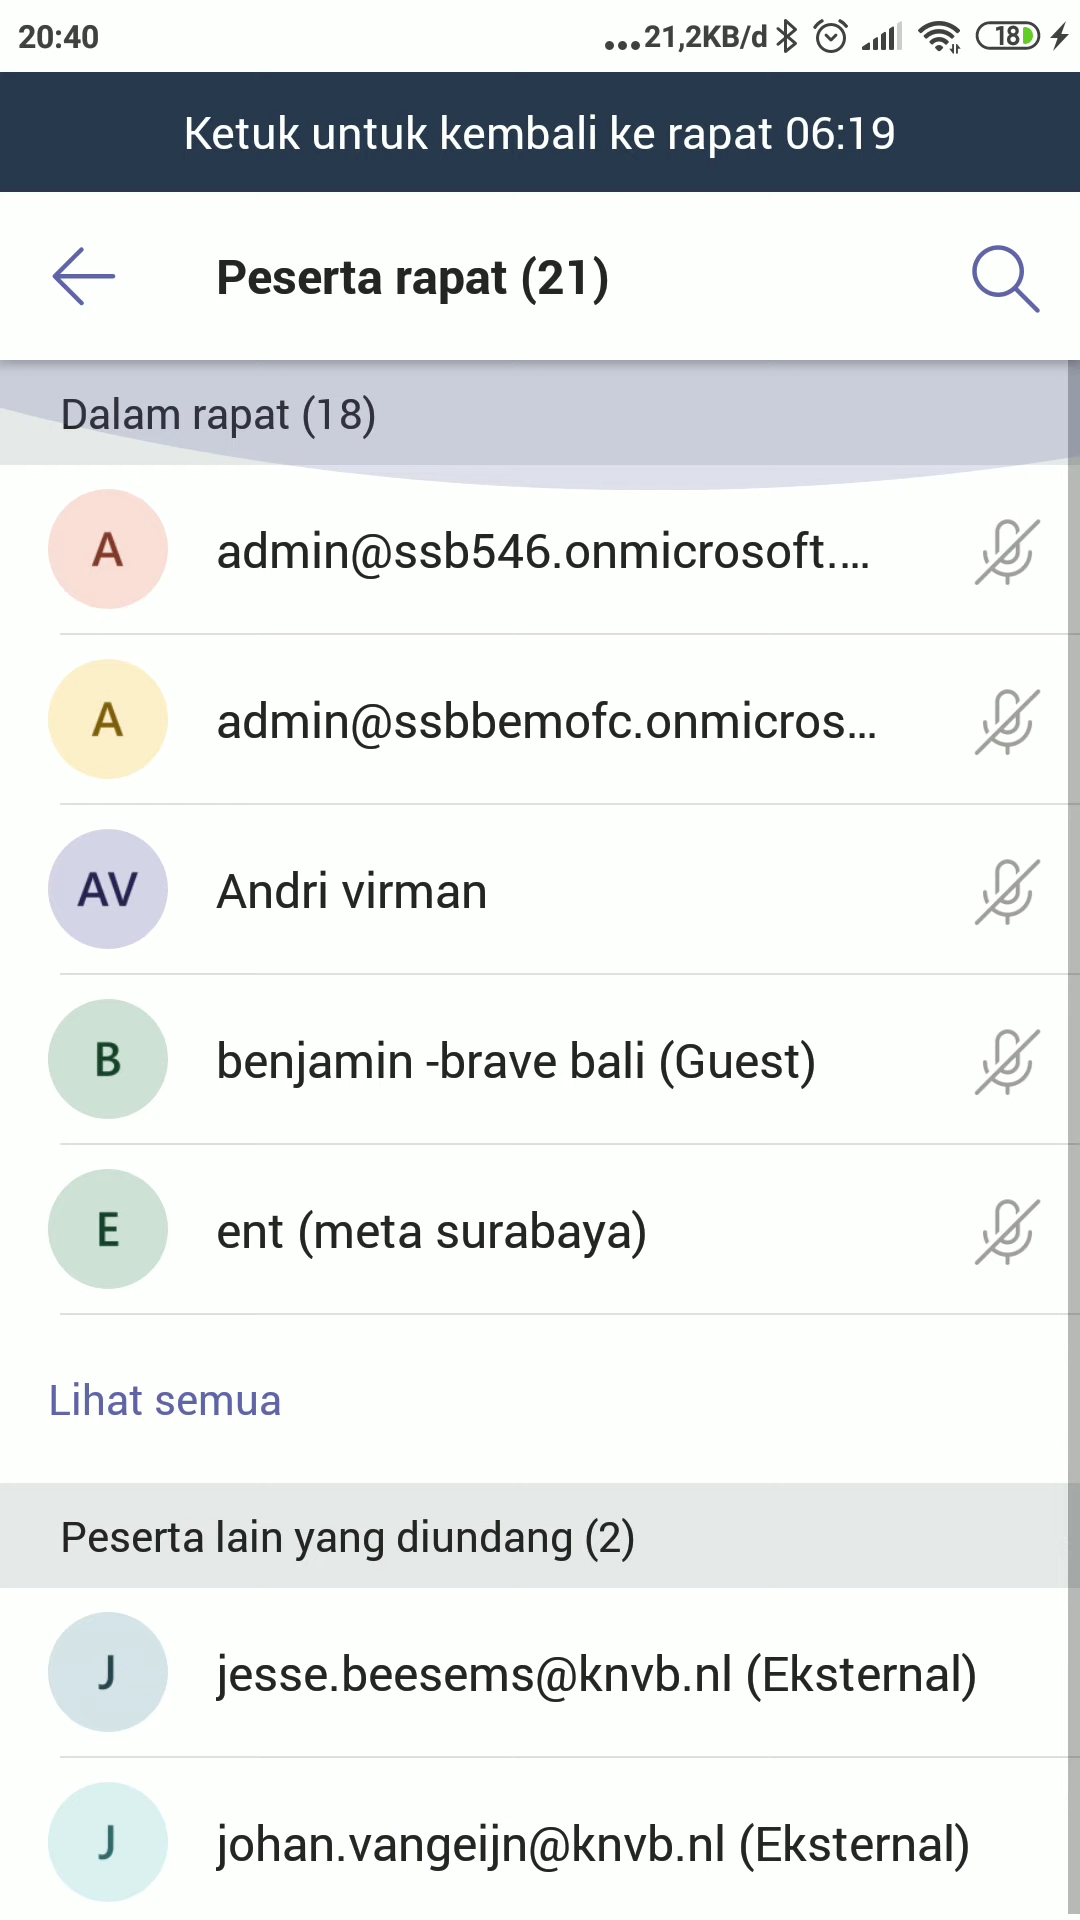 20:40
...21,2KB/d 18
Ketuk untuk kembali ke rapat 06:19
Peserta rapat (21)
Dalam rapat (18)
A admin@ssb546.onmicrosoft....
A admin@ssbbemofc.onmicros...
AV Andri virman
B benjamin -brave bali (Guest)
E ent (meta surabaya)
Lihat semua
Peserta lain yang diundang (2)
J jesse.beesems@knvb.nl (Eksternal)
J johan.vangeijn@knvb.nl (Eksternal)